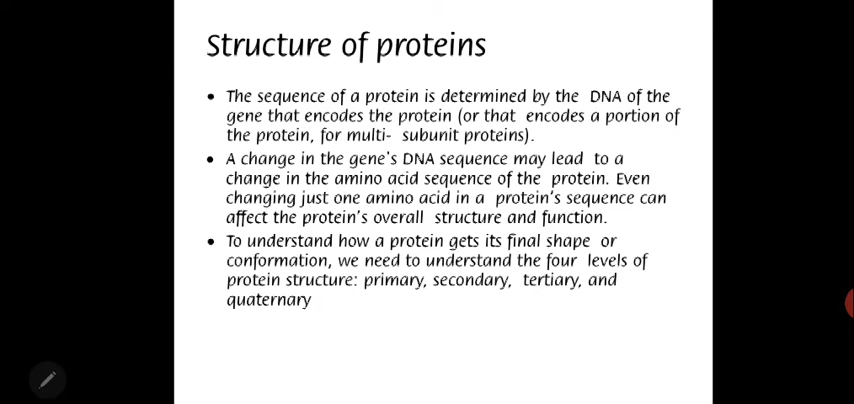 Structure of proteins
• The sequence of a protein is determined by the DNA of the
gene that encodes the protein (or that encodes a portion of
the protein, for multi- subunit proteins).
• A change in the gene's DNA sequence may lead to a
change in the amino acid sequence of the protein. Even
changing just one amino acid in a protein's sequence can
affect the protein's overall structure and function.
• To understand how a protein gets its final shape or
conformation, we need to understand the four levels of
protein structure: primary, secondary, tertiary, and
quaternary